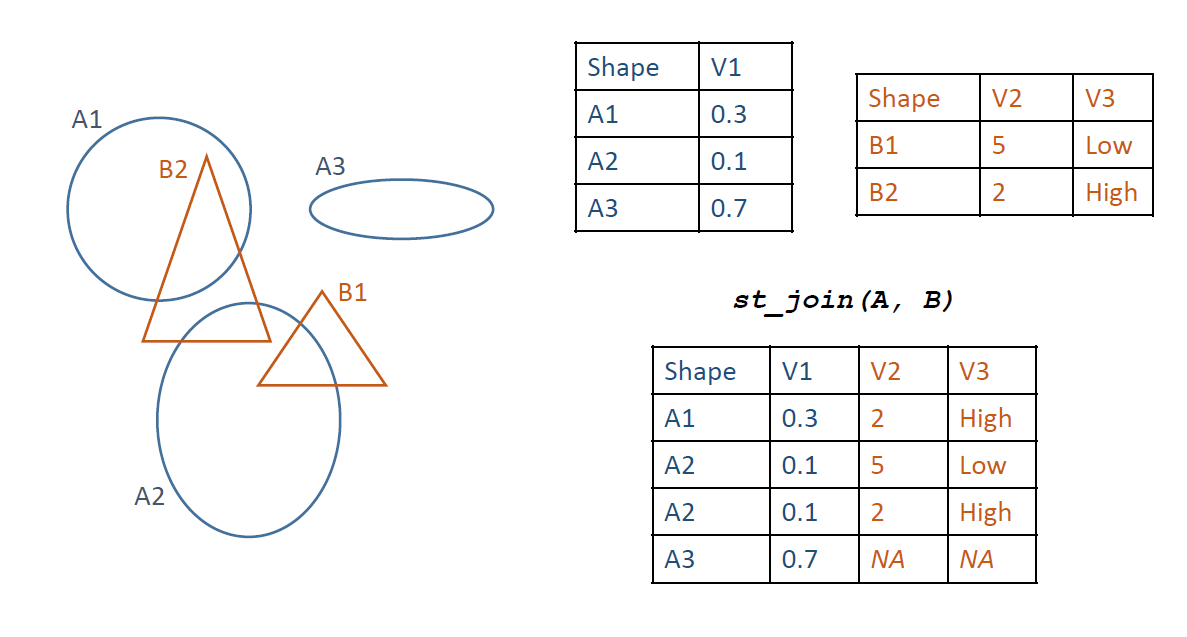 A1
B2
A3
B1
A2
Shape V1
A1 0.3
A2 0.1
A3 0.7
Shape V2 V3
B1 5 Low
B2 2 High
st_join(A, B)
Shape V1 V2 V3
A1 0.3 2 High
A2 0.1 5 Low
A2 0.1 2 High
A3 0.7 NA NA